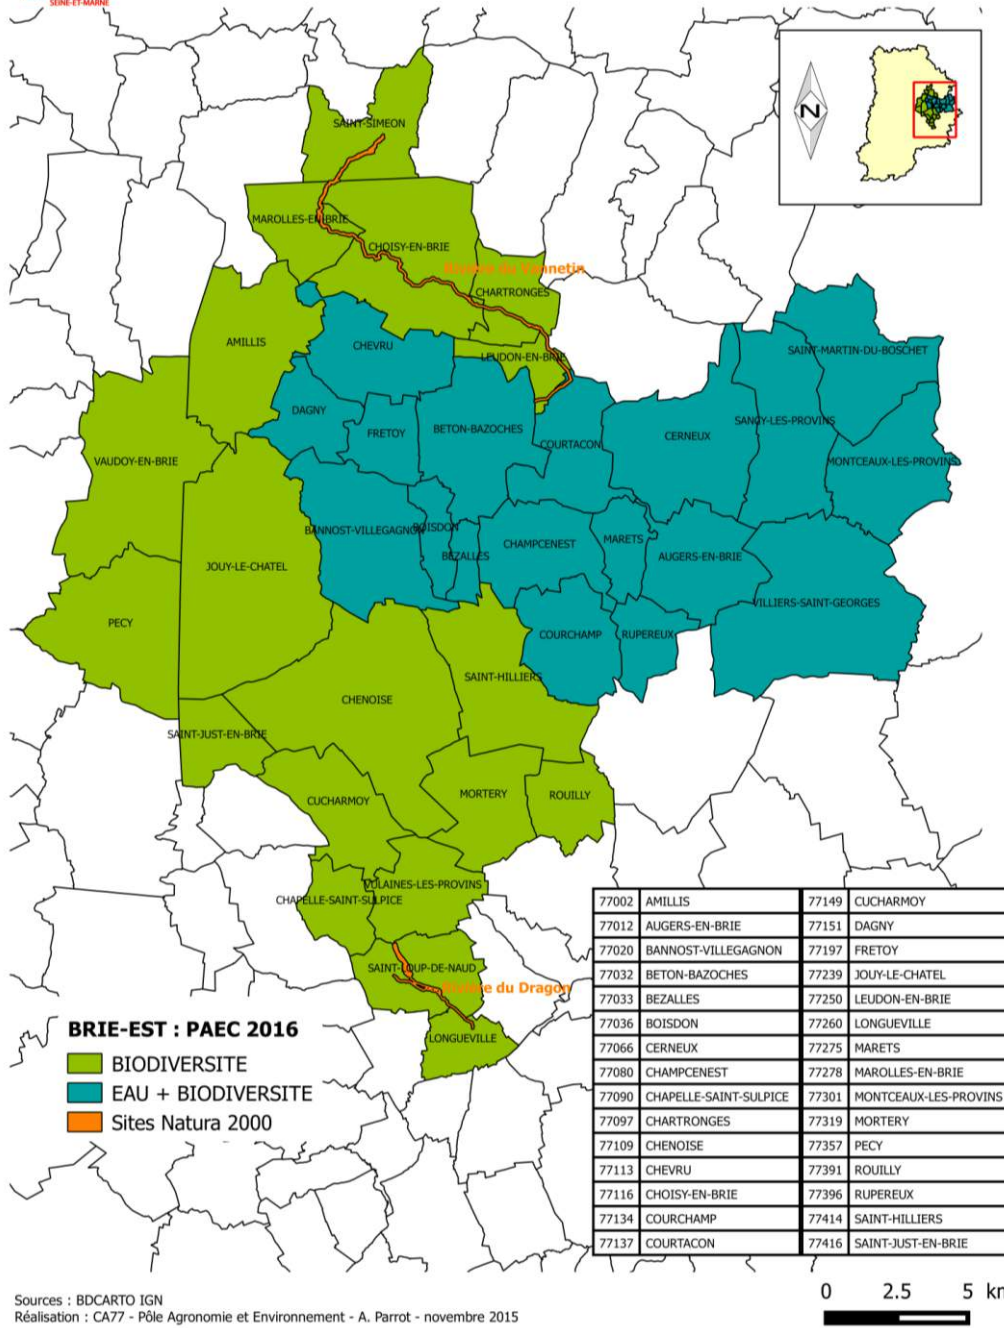 SEINE-ET-MARNE
N
SAINT-SIMEON
MAROLLES-EN-BRIE
CHOISY-EN-BRIE
Rivière du Vannetin
CHARTRONGES
AMILLIS
CHEVRU
LEUDON-EN-BRIE
SAINT-MARTIN-DU-BOSCHET
DAGNY
FRETOY
BETON-BAZOCHES
COURTACON
CERNEUX
SANCY-LES-PROVINS
VAUDOY-EN-BRIE
MONTCEAUX-LES-PROVINS
BANNOST-VILLEGAGNON
BOISDON
BEZALLES
CHAMPCENEST
MARETS
AUGERS-EN-BRIE
JOUY-LE-CHATEL
VILLIERS-SAINT-GEORGES
PECY
COURCHAMP
RUPEREUX
SAINT-HILLIERS
CHENOISE
SAINT-JUST-EN-BRIE
CUCHARMOY
MORTERY
ROUILLY
VULAINES-LES-PROVINS
CHAPELLE-SAINT-SULPICE
SAINT-LOUP-DE-NAUD
Rivière du Dragon
LONGUEVILLE
BRIE-EST : PAEC 2016
BIODIVERSITE
EAU + BIODIVERSITE
Sites Natura 2000
77002 AMILLIS 77149 CUCHARMOY
77012 AUGERS-EN-BRIE 77151 DAGNY
77020 BANNOST-VILLEGAGNON 77197 FRETOY
77032 BETON-BAZOCHES 77239 JOUY-LE-CHATEL
77033 BEZALLES 77250 LEUDON-EN-BRIE
77036 BOISDON 77260 LONGUEVILLE
77066 CERNEUX 77275 MARETS
77080 CHAMPCENEST 77278 MAROLLES-EN-BRIE
77090 CHAPELLE-SAINT-SULPICE 77301 MONTCEAUX-LES-PROVINS
77097 CHARTRONGES 77319 MORTERY
77109 CHENOISE 77357 PECY
77113 CHEVRU 77391 ROUILLY
77116 CHOISY-EN-BRIE 77396 RUPEREUX
77134 COURCHAMP 77414 SAINT-HILLIERS
77137 COURTACON 77416 SAINT-JUST-EN-BRIE
Sources : BDCARTO IGN
Réalisation : CA77 - Pôle Agronomie et Environnement - A. Parrot - novembre 2015
0 2.5 5 km